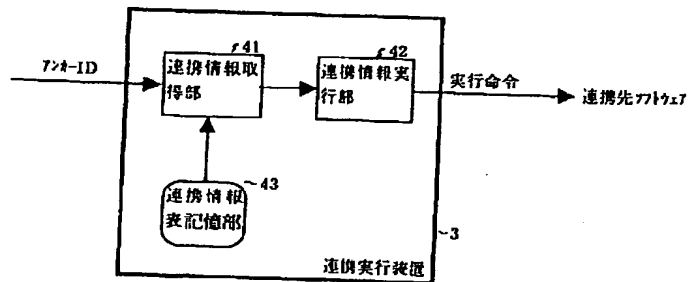 41
42
アンカーID
連携情報取
得部
連携情報実
行部
実行命令
連携先ソフトウェア
43
連携情報
表記憶部
3
連携実行装置